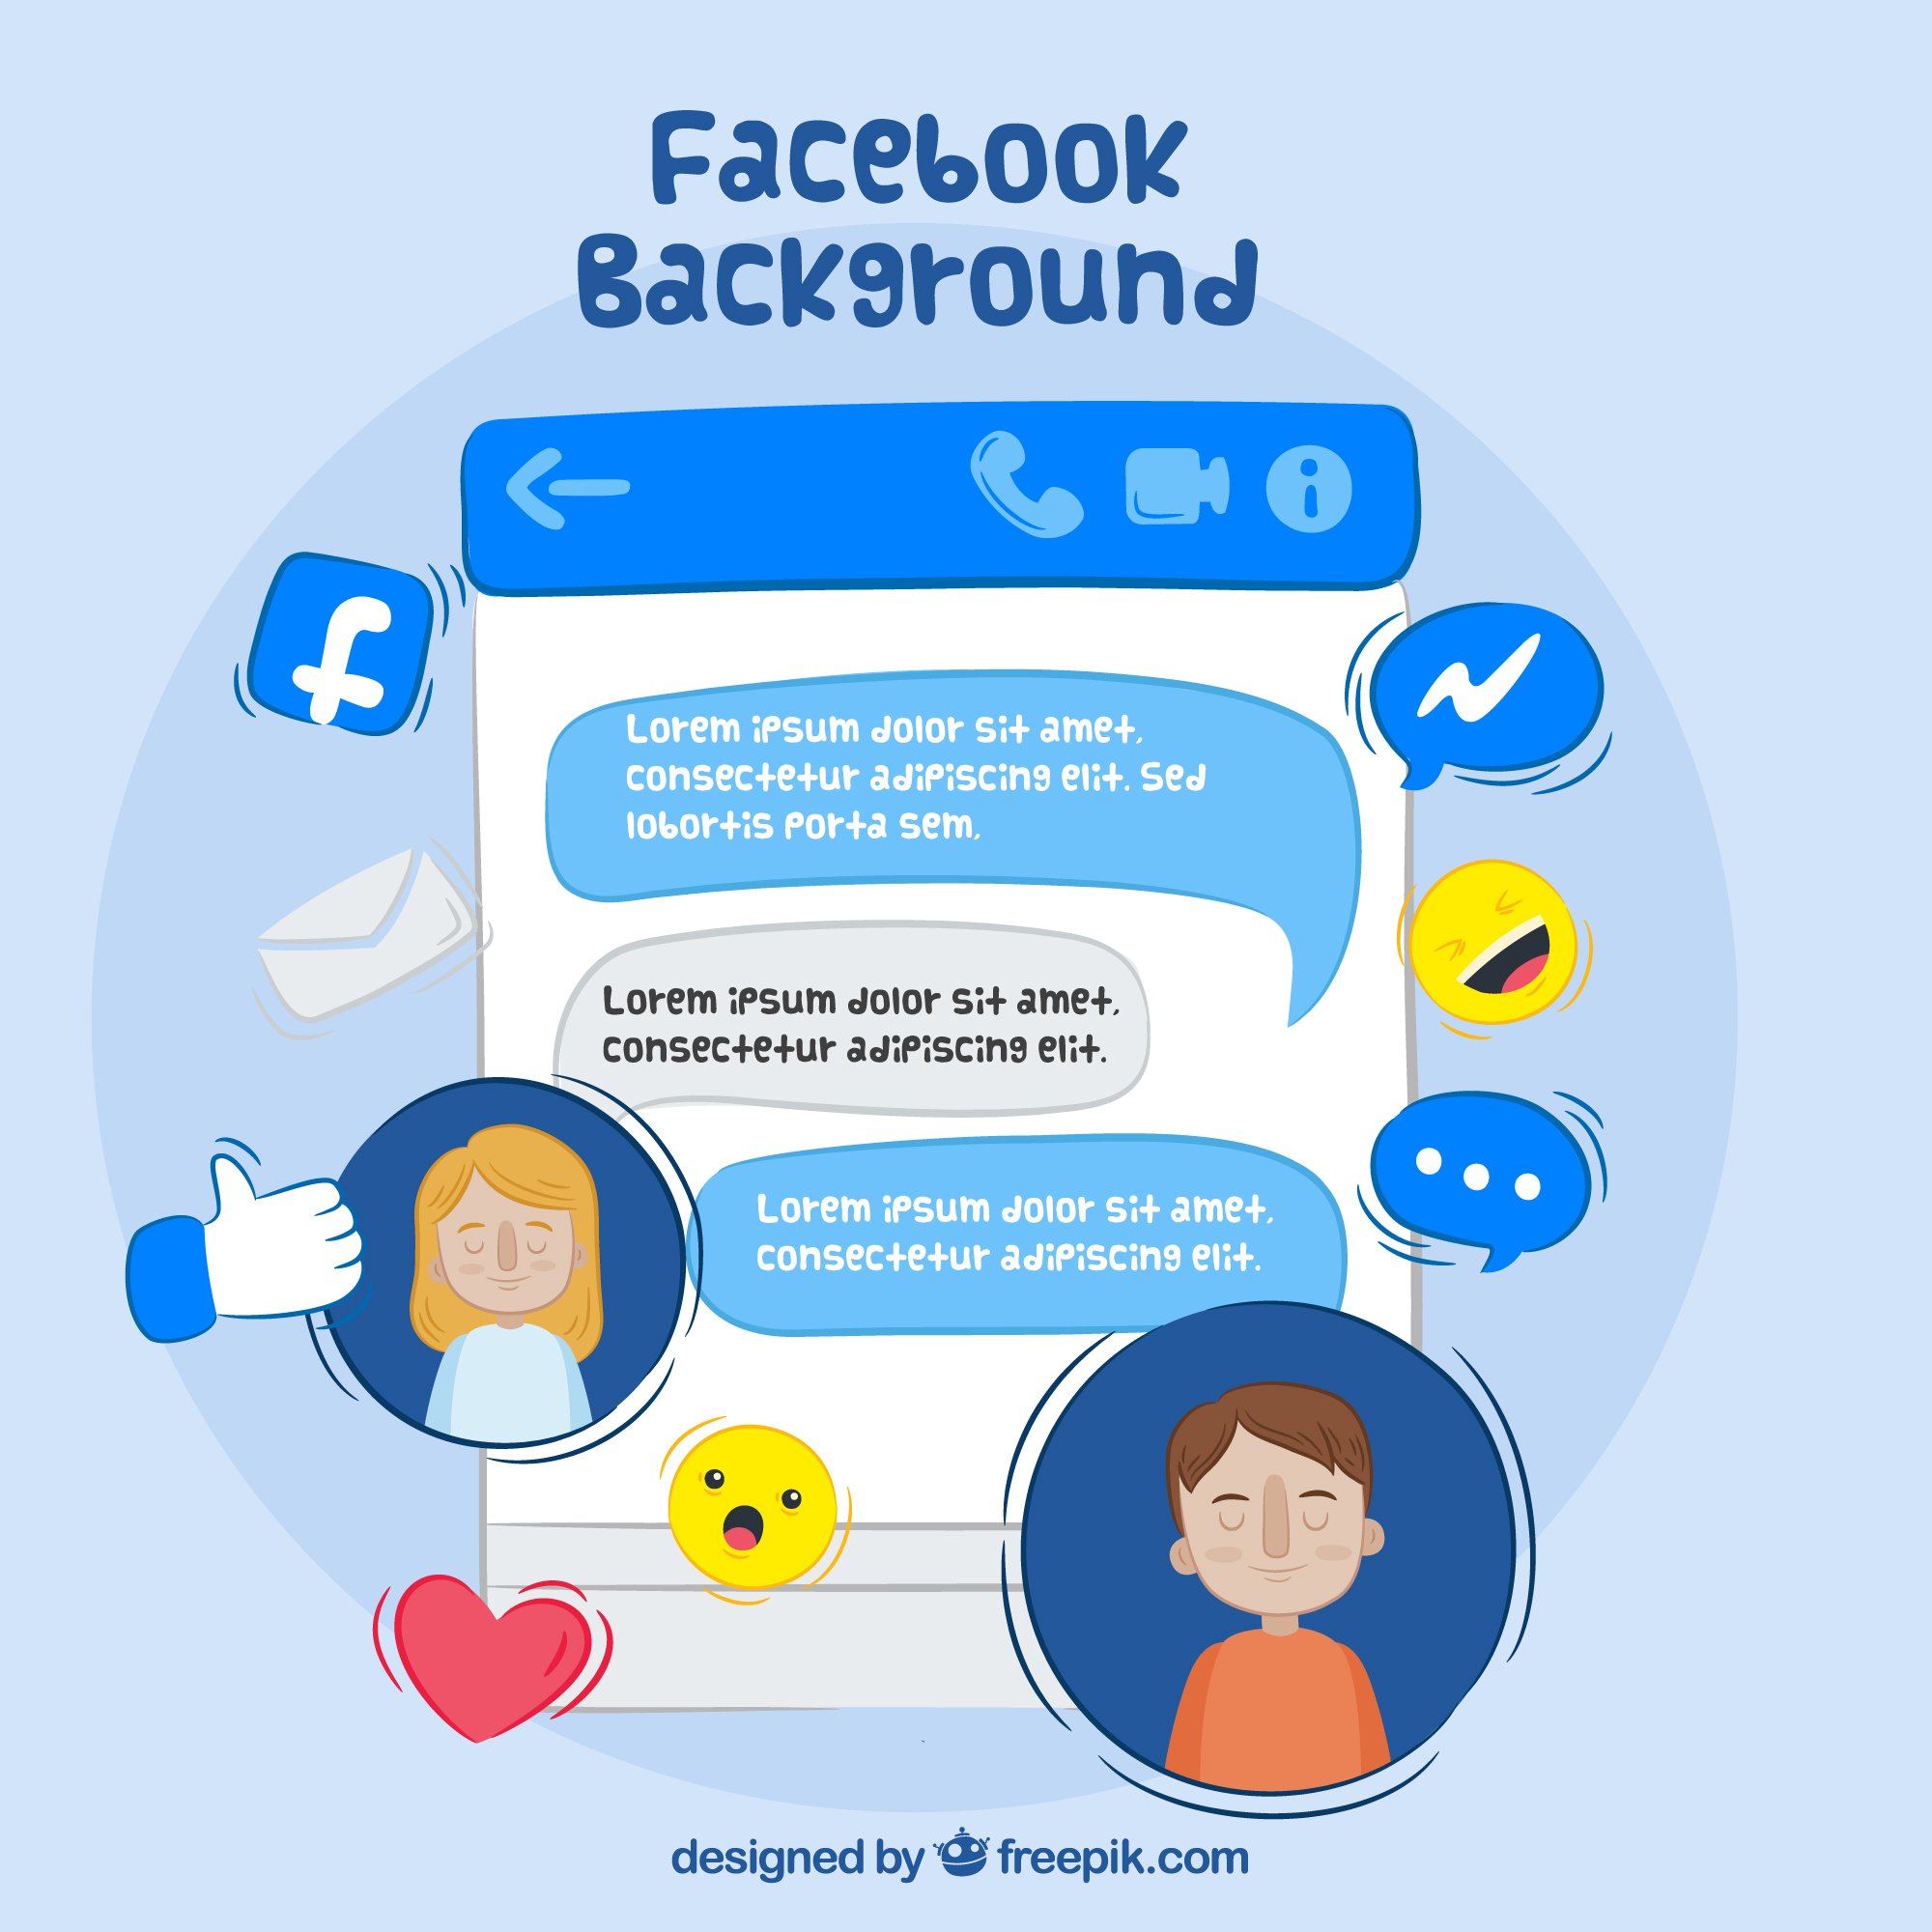 Facebook
Background
Lorem ipsum dolor sit amet,
consectetur adipiscing elit. Sed
lobortis porta sem,
Lorem ipsum dolor sit amet,
consectetur adipiscing elit.
Lorem ipsum dolor sit amet,
consectetur adipiscing elit.
designed by freepik.com